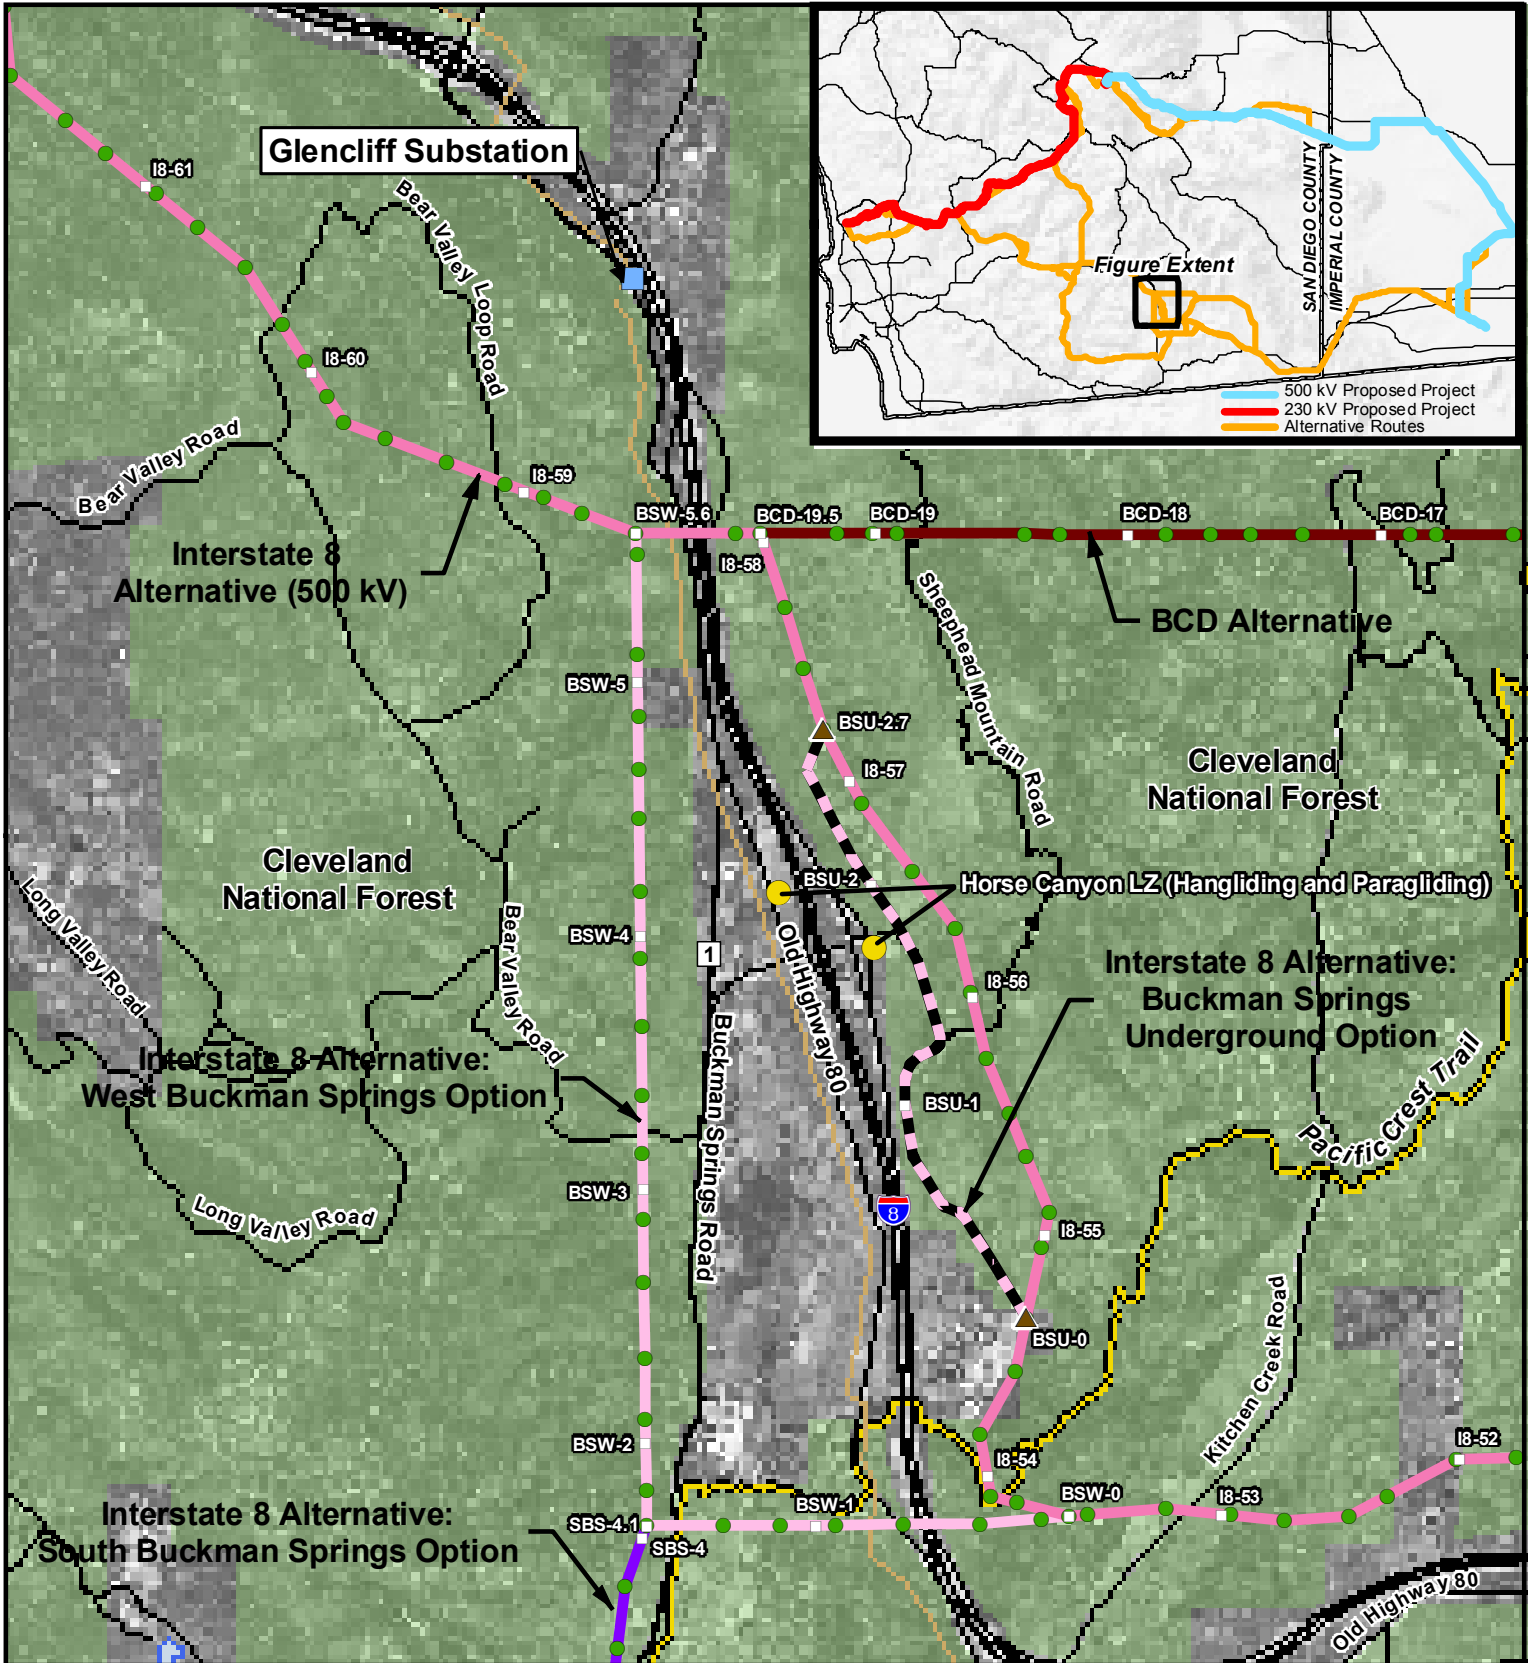 Glencliff Substation
Figure Extent
SAN DIEGO COUNTY
IMPERIAL COUNTY
500 kV Proposed Project
230 kV Proposed Project
Alternative Routes
I8-61
Bear Valley Loop Road
I8-60
Bear Valley Road
I8-59
BSW-5.6
BCD-19.5
BCD-19
BCD-18
BCD-17
I8-58
Interstate 8
Alternative (500 kV)
Sheephead Mountain Road
BCD Alternative
BSW-5
BSU-2.7
I8-57
Cleveland
National Forest
Cleveland
National Forest
BSU-2
Horse Canyon LZ (Hangliding and Paragliding)
Long Valley Road
Bear Valley Road
BSW-4
1
Old Highway 80
I8-56
Interstate 8 Alternative:
Buckman Springs
Underground Option
Interstate 8 Alternative:
West Buckman Springs Option
Buckman Springs Road
BSU-1
Pacific Crest Trail
BSW-3
Long Valley Road
8
I8-55
BSU-0
Kitchen Creek Road
BSW-2
I8-54
I8-52
BSW-1
BSW-0
I8-53
Interstate 8 Alternative:
South Buckman Springs Option
SBS-4.1
SBS-4
Old Highway 80